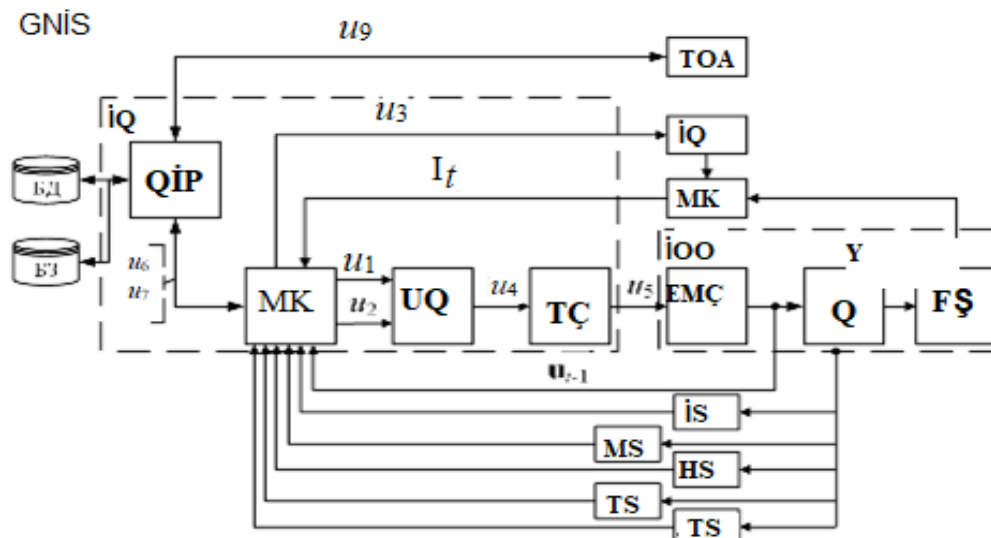 GNİS
u9
TOA
İQ
u3
İQ
QİP
БД
It
MK
БЗ
İOO
Y
u6
u7
MK
u1
u2
UQ
u4
TÇ
u5
EMÇ
Q
FŞ
ut-1
İS
MS
HS
TS
TS